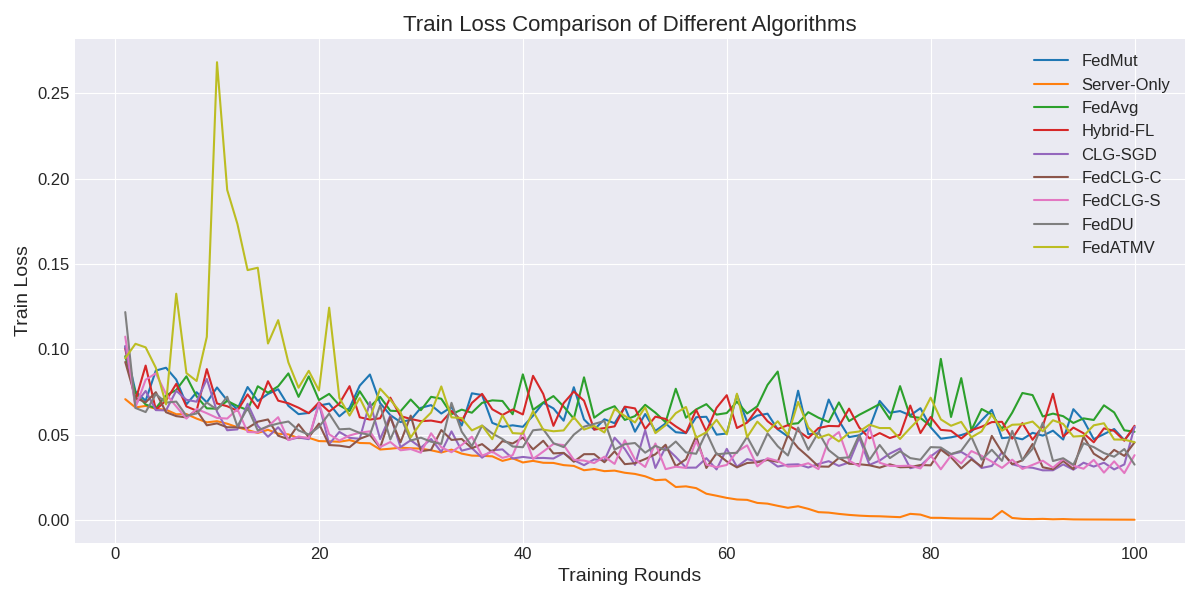 Train Loss Comparison of Different Algorithms
Train Loss
0.25
0.20
0.15
0.10
0.05
0.00
FedMut
Server-Only
FedAvg
Hybrid-FL
CLG-SGD
FedCLG-C
FedCLG-S
FedDU
FedATMV
0 20 40 60 80 100
Training Rounds